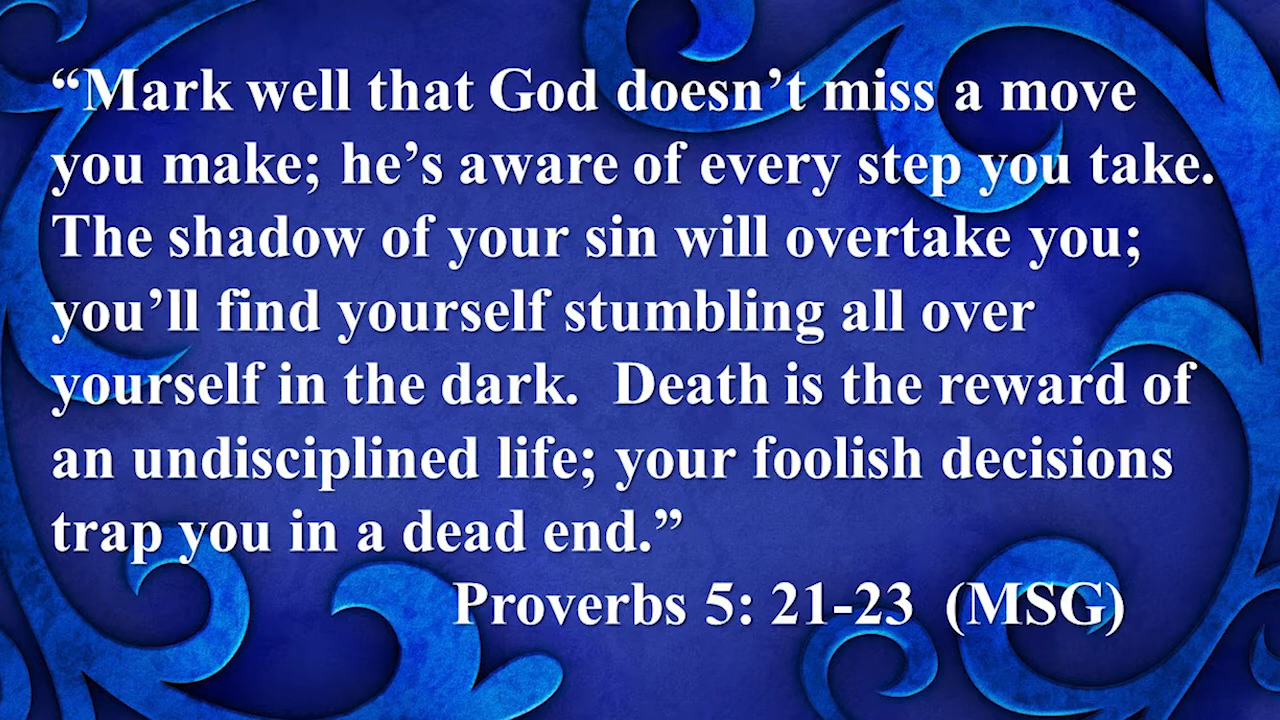 “Mark well that God doesn’t miss a move
you make; he’s aware of every step you take.
The shadow of your sin will overtake you;
you’ll find yourself stumbling all over
yourself in the dark.  Death is the reward of
an undisciplined life; your foolish decisions
trap you in a dead end.”
Proverbs 5: 21-23  (MSG)